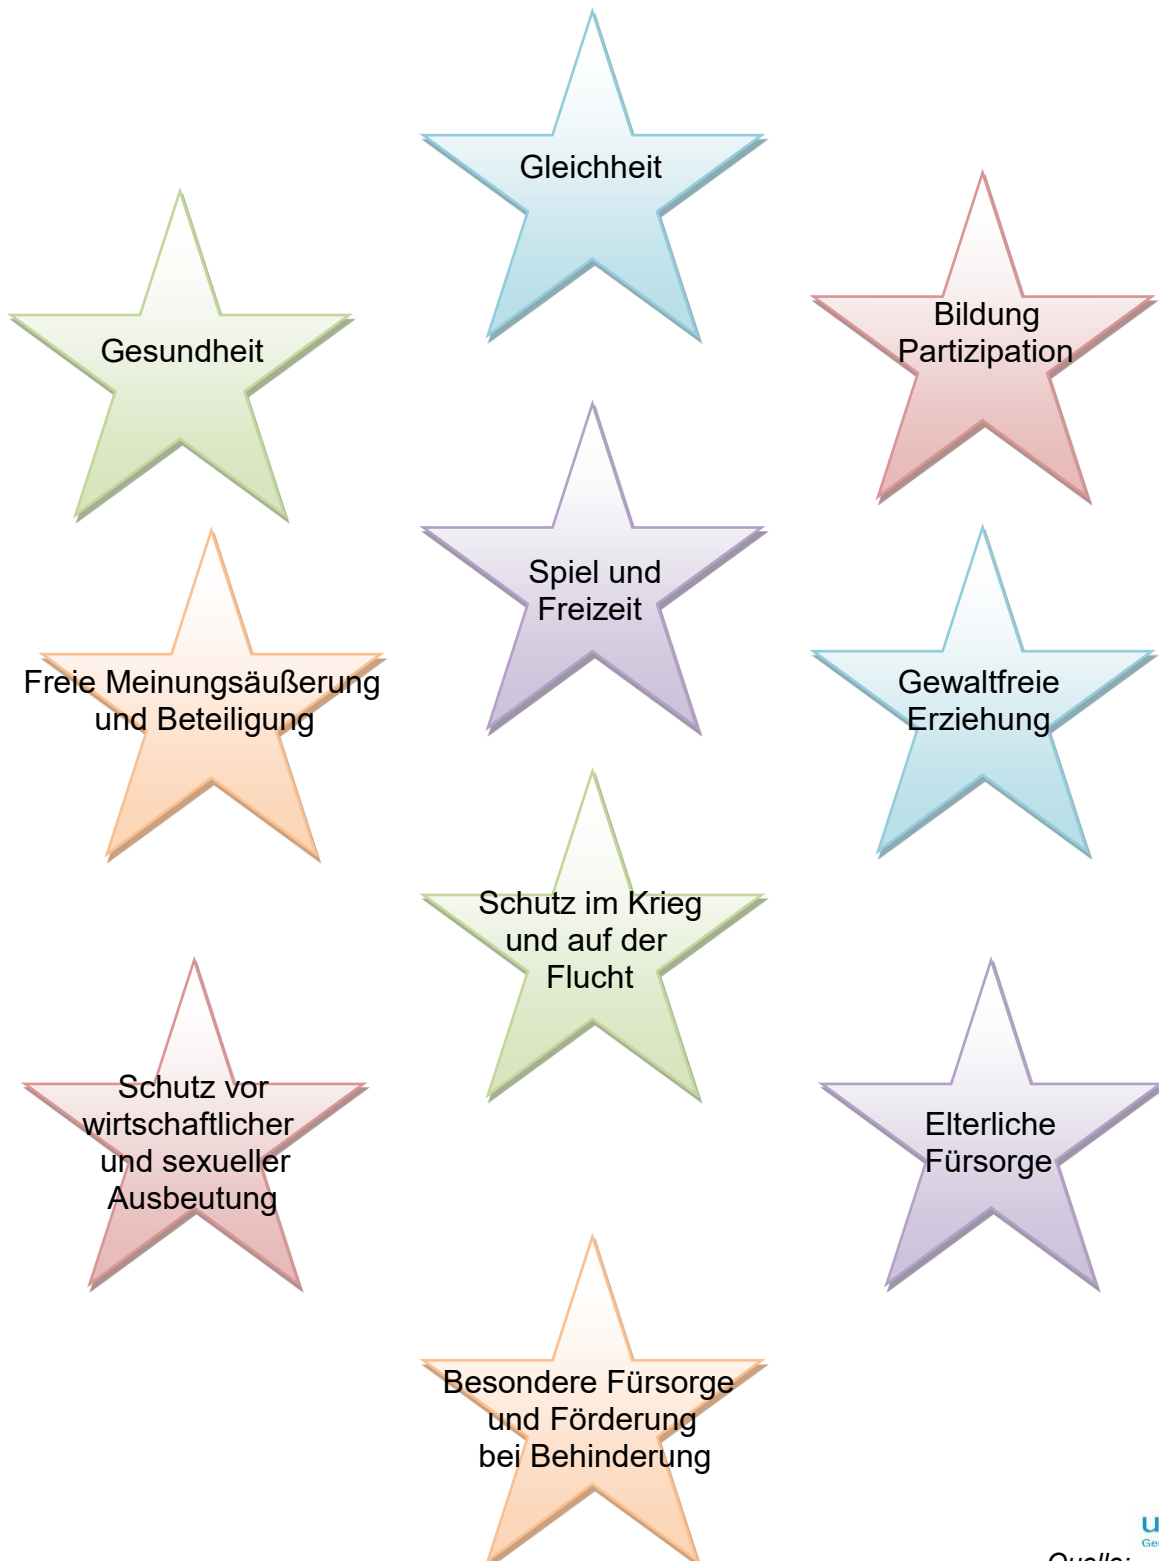 Gleichheit
Gesundheit
Bildung
Partizipation
Spiel und
Freizeit
Freie Meinungsäußerung
und Beteiligung
Gewaltfreie
Erziehung
Schutz im Krieg
und auf der
Flucht
Schutz vor
wirtschaftlicher
und sexueller
Ausbeutung
Elterliche
Fürsorge
Besondere Fürsorge
und Förderung
bei Behinderung
Quelle: